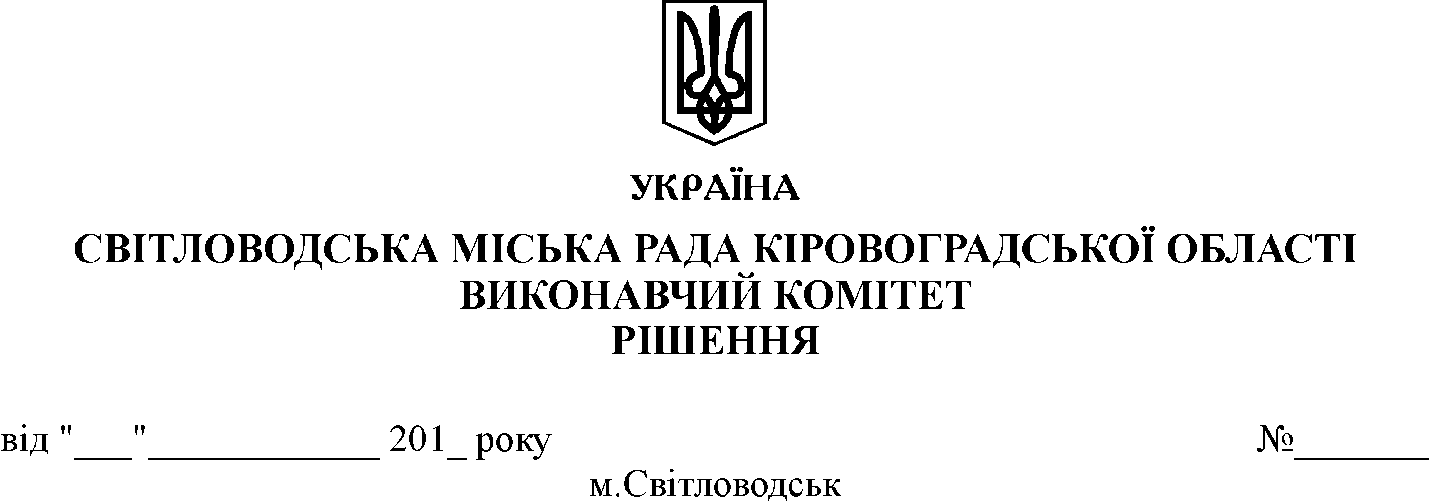 УКРАЇНА
СВІТЛОВОДСЬКА МІСЬКА РАДА КІРОВОГРАДСЬКОЇ ОБЛАСТІ
ВИКОНАВЧИЙ КОМІТЕТ
РІШЕННЯ
від "___"____________ 201_ року №_______
м.Світловодськ